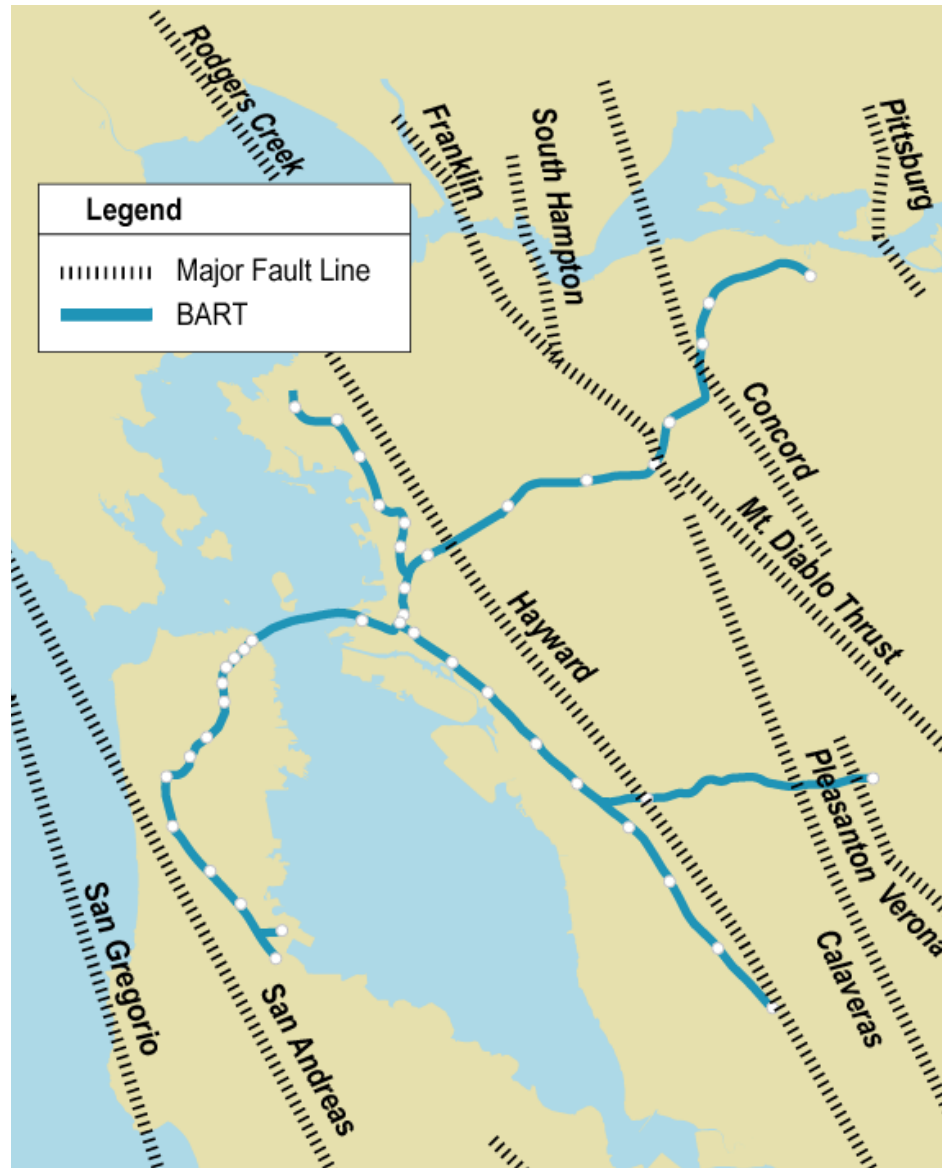 Rodgers Creek
Franklin
South Hampton
Pittsburg
Legend
Major Fault Line
BART
Concord
Mt. Diablo Thrust
Hayward
Pleasanton
Verona
Calaveras
San Gregorio
San Andreas